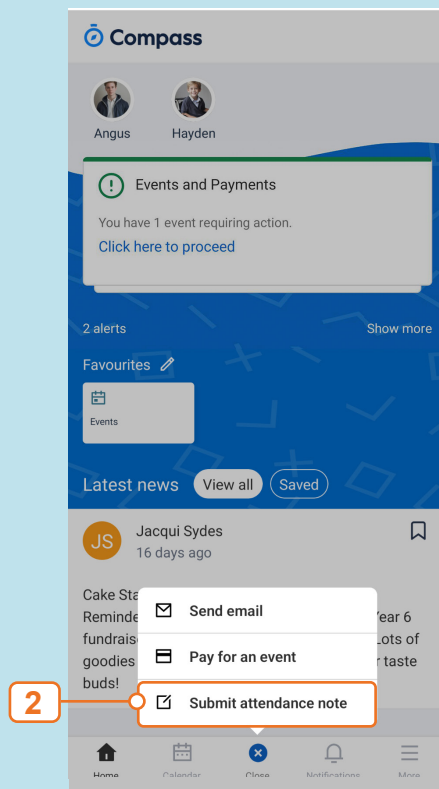 Compass
Angus Hayden
Events and Payments
You have 1 event requiring action.
Click here to proceed
2 alerts Show more
Favourites
Events
Latest news View all Saved
JS Jacqui Sydes
16 days ago
Cake Sta
Reminde Year 6
fundrais Lots of
goodies r taste
buds!
Send email
Pay for an event
2 Submit attendance note
Home Calendar Close Notifications More